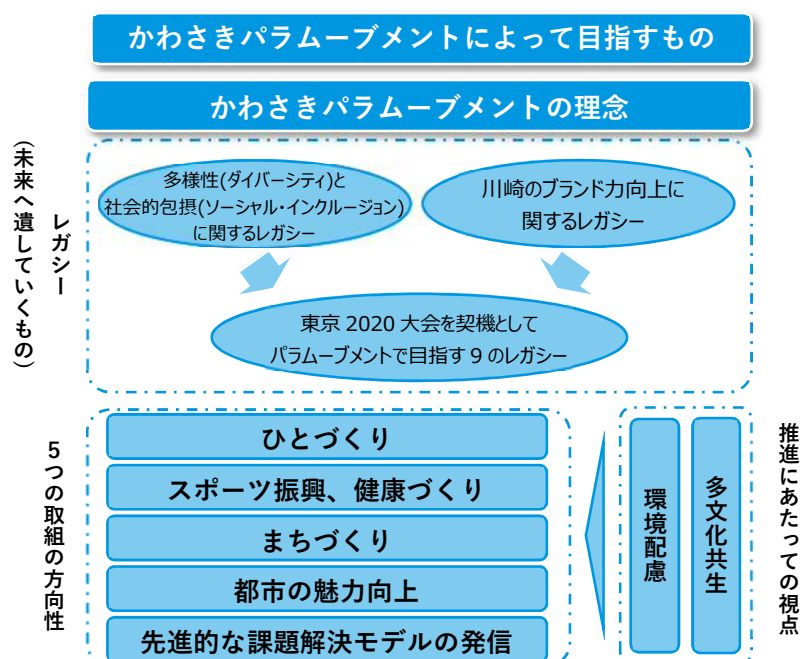 かわさきパラムーブメントによって目指すもの
かわさきパラムーブメントの理念
レガシー
(未来へ遺していくもの)
多様性(ダイバーシティ)と
社会的包摂(ソーシャル・インクルージョン)
に関するレガシー
川崎のブランド力向上に
関するレガシー
東京 2020 大会を契機として
パラムーブメントで目指す 9 のレガシー
5つの取組の方向性
ひとづくり
スポーツ振興、健康づくり
まちづくり
都市の魅力向上
先進的な課題解決モデルの発信
環境配慮
多文化共生
推進にあたっての視点